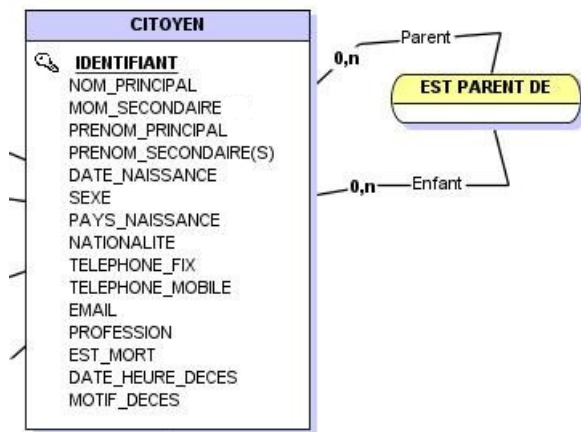 CITOYEN
IDENTIFIANT
NOM_PRINCIPAL
MOM_SECONDAIRE
PRENOM_PRINCIPAL
PRENOM_SECONDAIRE(S)
DATE_NAISSANCE
SEXE
PAYS_NAISSANCE
NATIONALITE
TELEPHONE_FIX
TELEPHONE_MOBILE
EMAIL
PROFESSION
EST_MORT
DATE_HEURE_DECES
MOTIF_DECES
Parent
0,n
EST PARENT DE
0,n
Enfant